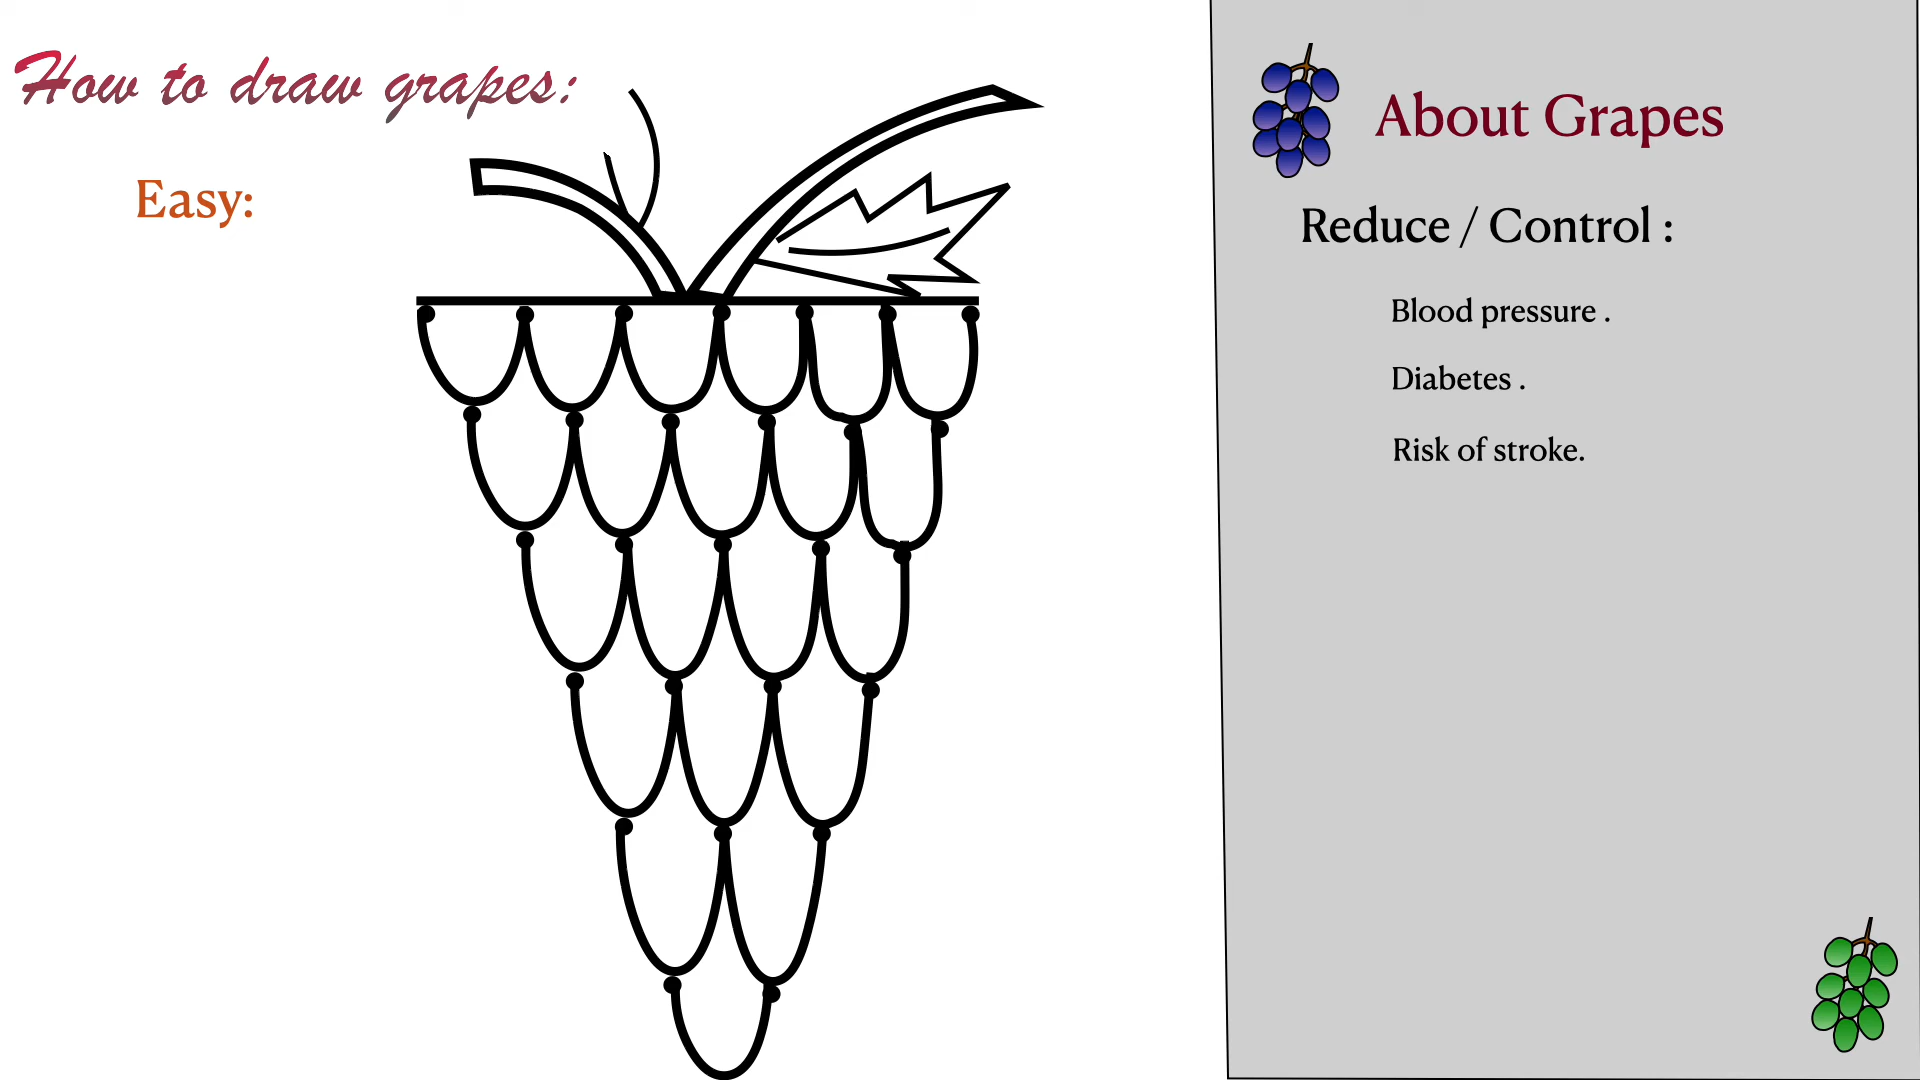 How to draw grapes:
Easy:
About Grapes
Reduce / Control :
Blood pressure .
Diabetes .
Risk of stroke.